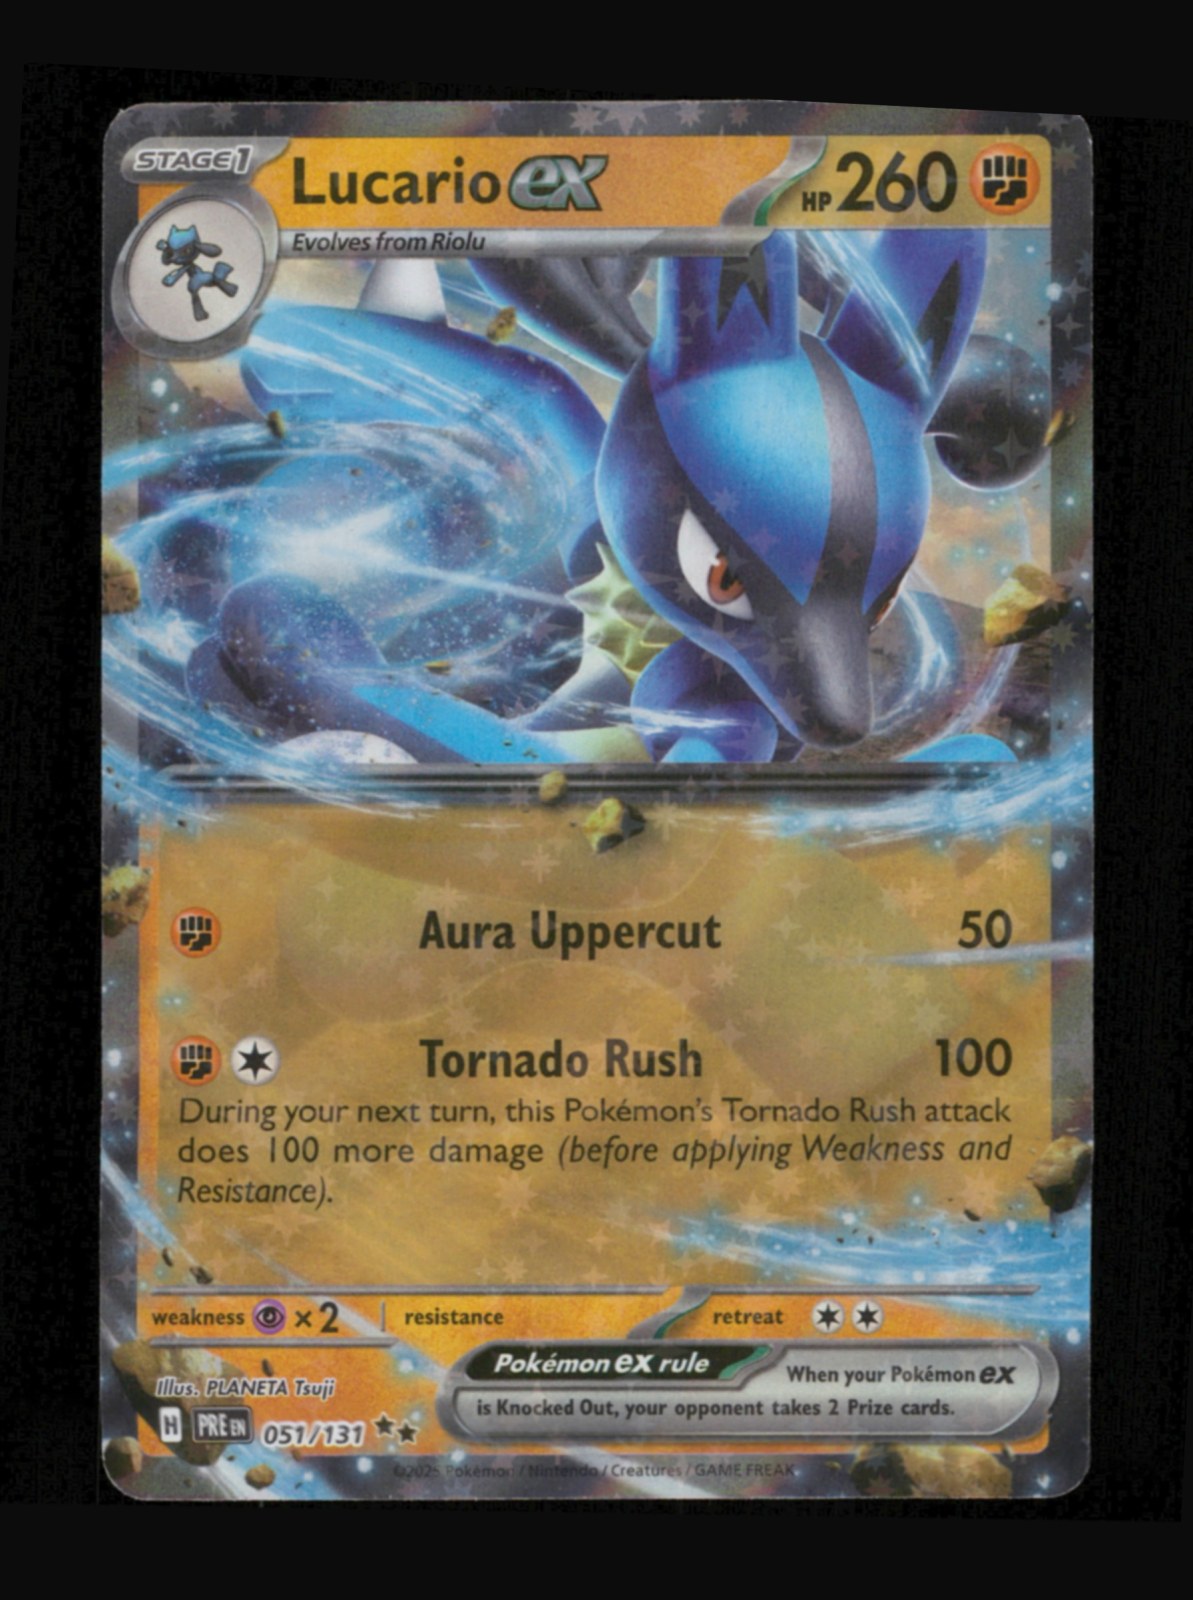 STAGE1
Lucario ex
HP 260
Evolves from Riolu
Aura Uppercut 50
Tornado Rush 100
During your next turn, this Pokémon's Tornado Rush attack
does 100 more damage (before applying Weakness and
Resistance).
weakness ×2 resistance retreat
Pokémon ex rule
When your Pokémon ex
is Knocked Out, your opponent takes 2 Prize cards.
Illus. PLANETA Tsuji
H PRE EN 051/131
©2025 Pokémon / Nintendo / Creatures / GAME FREAK